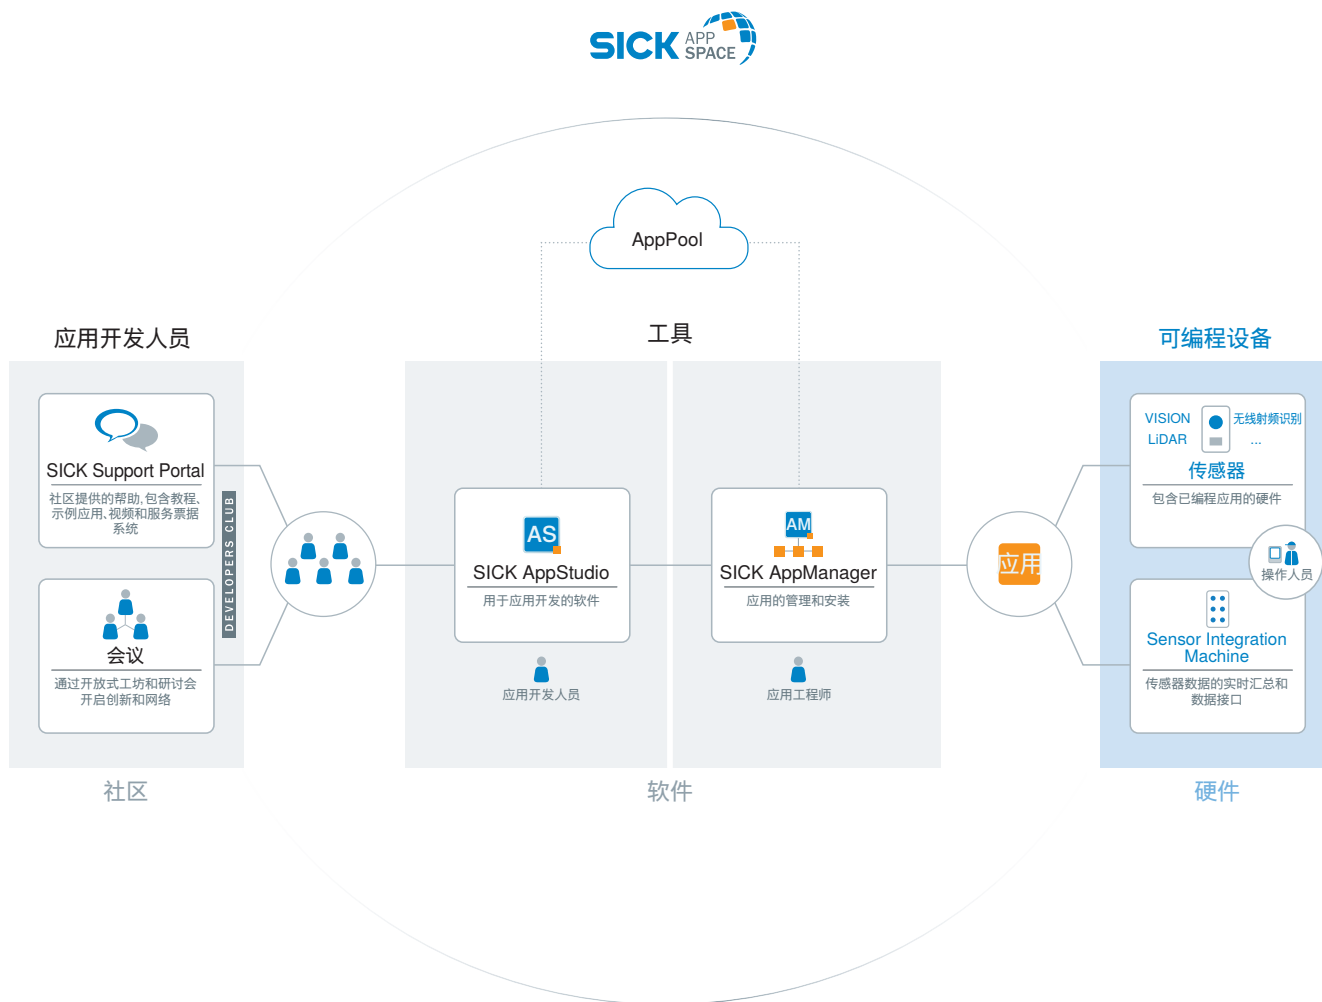 SICK APP SPACE
AppPool
应用开发人员
工具
可编程设备
SICK Support Portal
社区提供的帮助,包含教程、
示例应用、视频和服务票据
系统
DEVELOPERS CLUB
会议
通过开放式工坊和研讨会
开启创新和网络
社区
AS
SICK AppStudio
用于应用开发的软件
应用开发人员
AM
SICK AppManager
应用的管理和安装
应用工程师
软件
应用
VISION
无线射频识别
LiDAR
...
传感器
包含已编程应用的硬件
操作人员
Sensor Integration
Machine
传感器数据的实时汇总和
数据接口
硬件